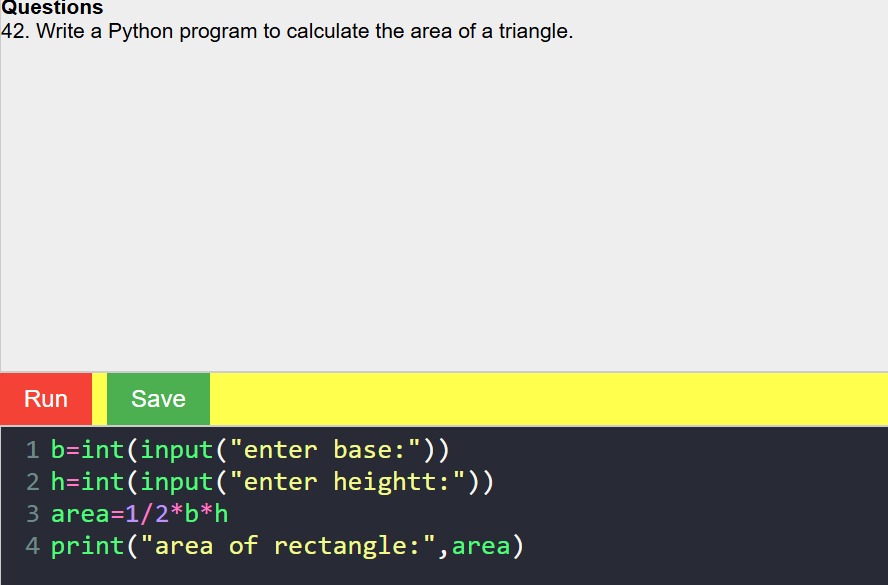 Questions
42. Write a Python program to calculate the area of a triangle.
Run Save
1 b=int(input("enter base:"))
2 h=int(input("enter heightt:"))
3 area=1/2*b*h
4 print("area of rectangle:",area)